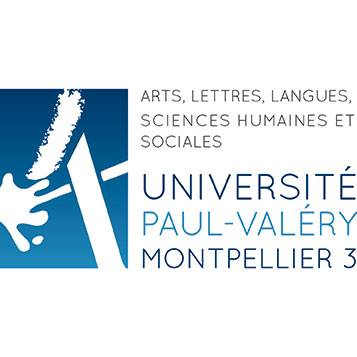 ARTS, LETTRES, LANGUES,
SCIENCES HUMAINES ET
SOCIALES
UNIVERSITÉ
PAUL-VALÉRY
MONTPELLIER 3